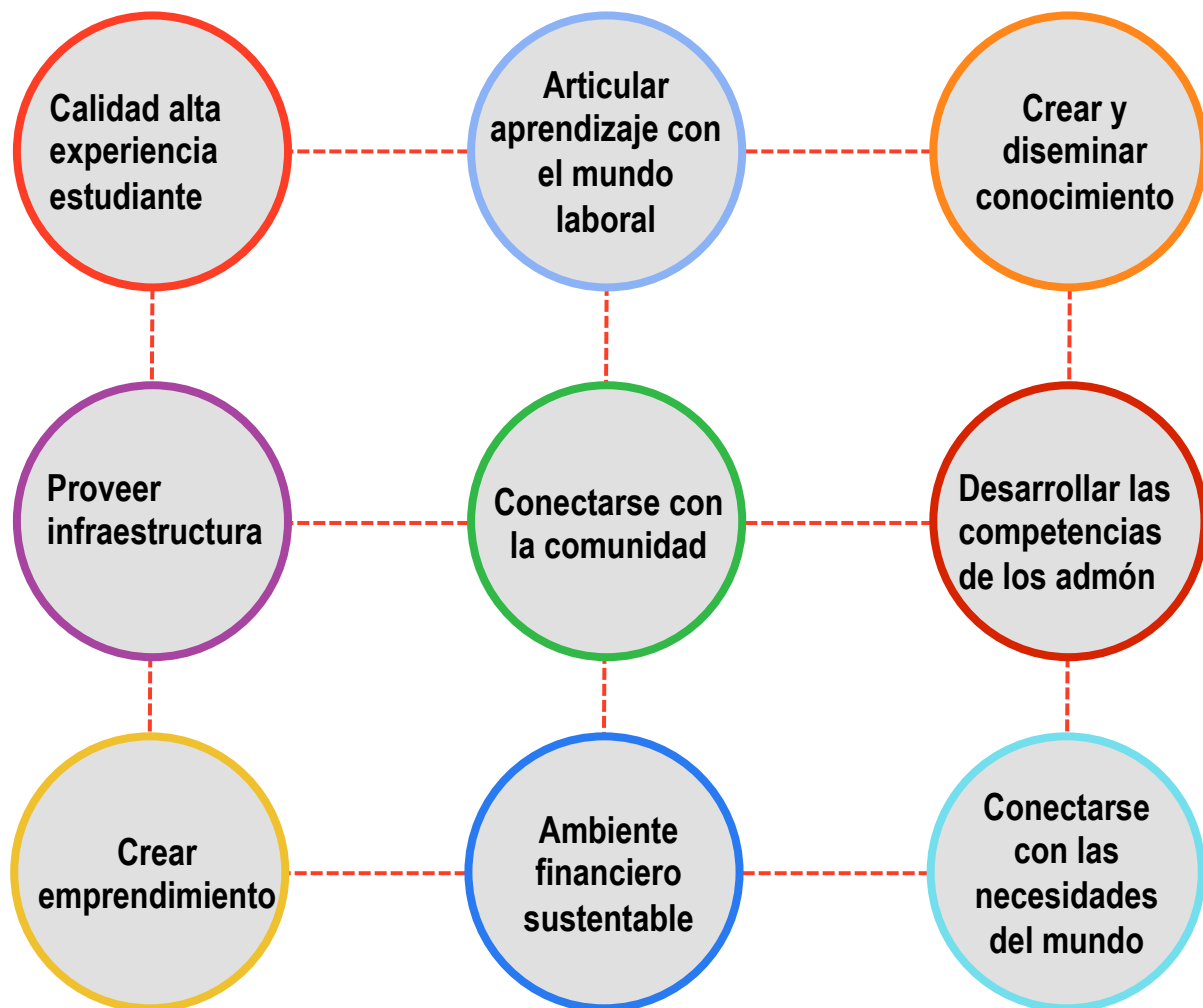 Calidad alta
experiencia
estudiante
Articular
aprendizaje con
el mundo
laboral
Crear y
diseminar
conocimiento
Proveer
infraestructura
Conectarse con
la comunidad
Desarrollar las
competencias
de los admón
Crear
emprendimiento
Ambiente
financiero
sustentable
Conectarse
con las
necesidades
del mundo